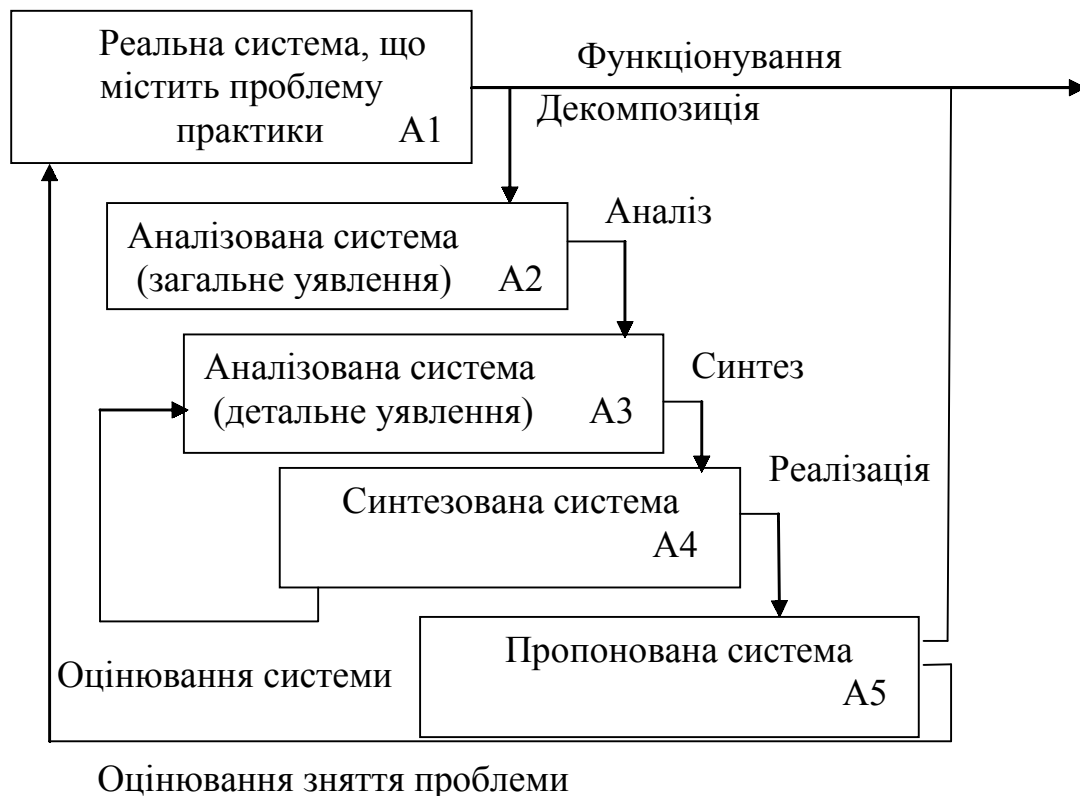 Реальна система, що
містить проблему
практики А1
Функціонування
Декомпозиція
Аналізована система
(загальне уявлення) А2
Аналіз
Аналізована система
(детальне уявлення) А3
Синтез
Синтезована система
А4
Реалізація
Пропонована система
А5
Оцінювання системи
Оцінювання зняття проблеми